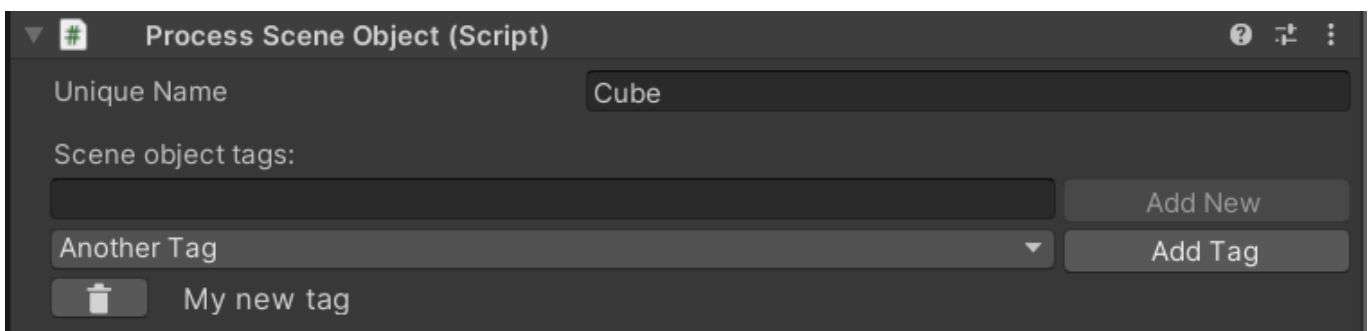 # Process Scene Object (Script) ?
Unique Name Cube
Scene object tags:
Add New
Another Tag Add Tag
My new tag